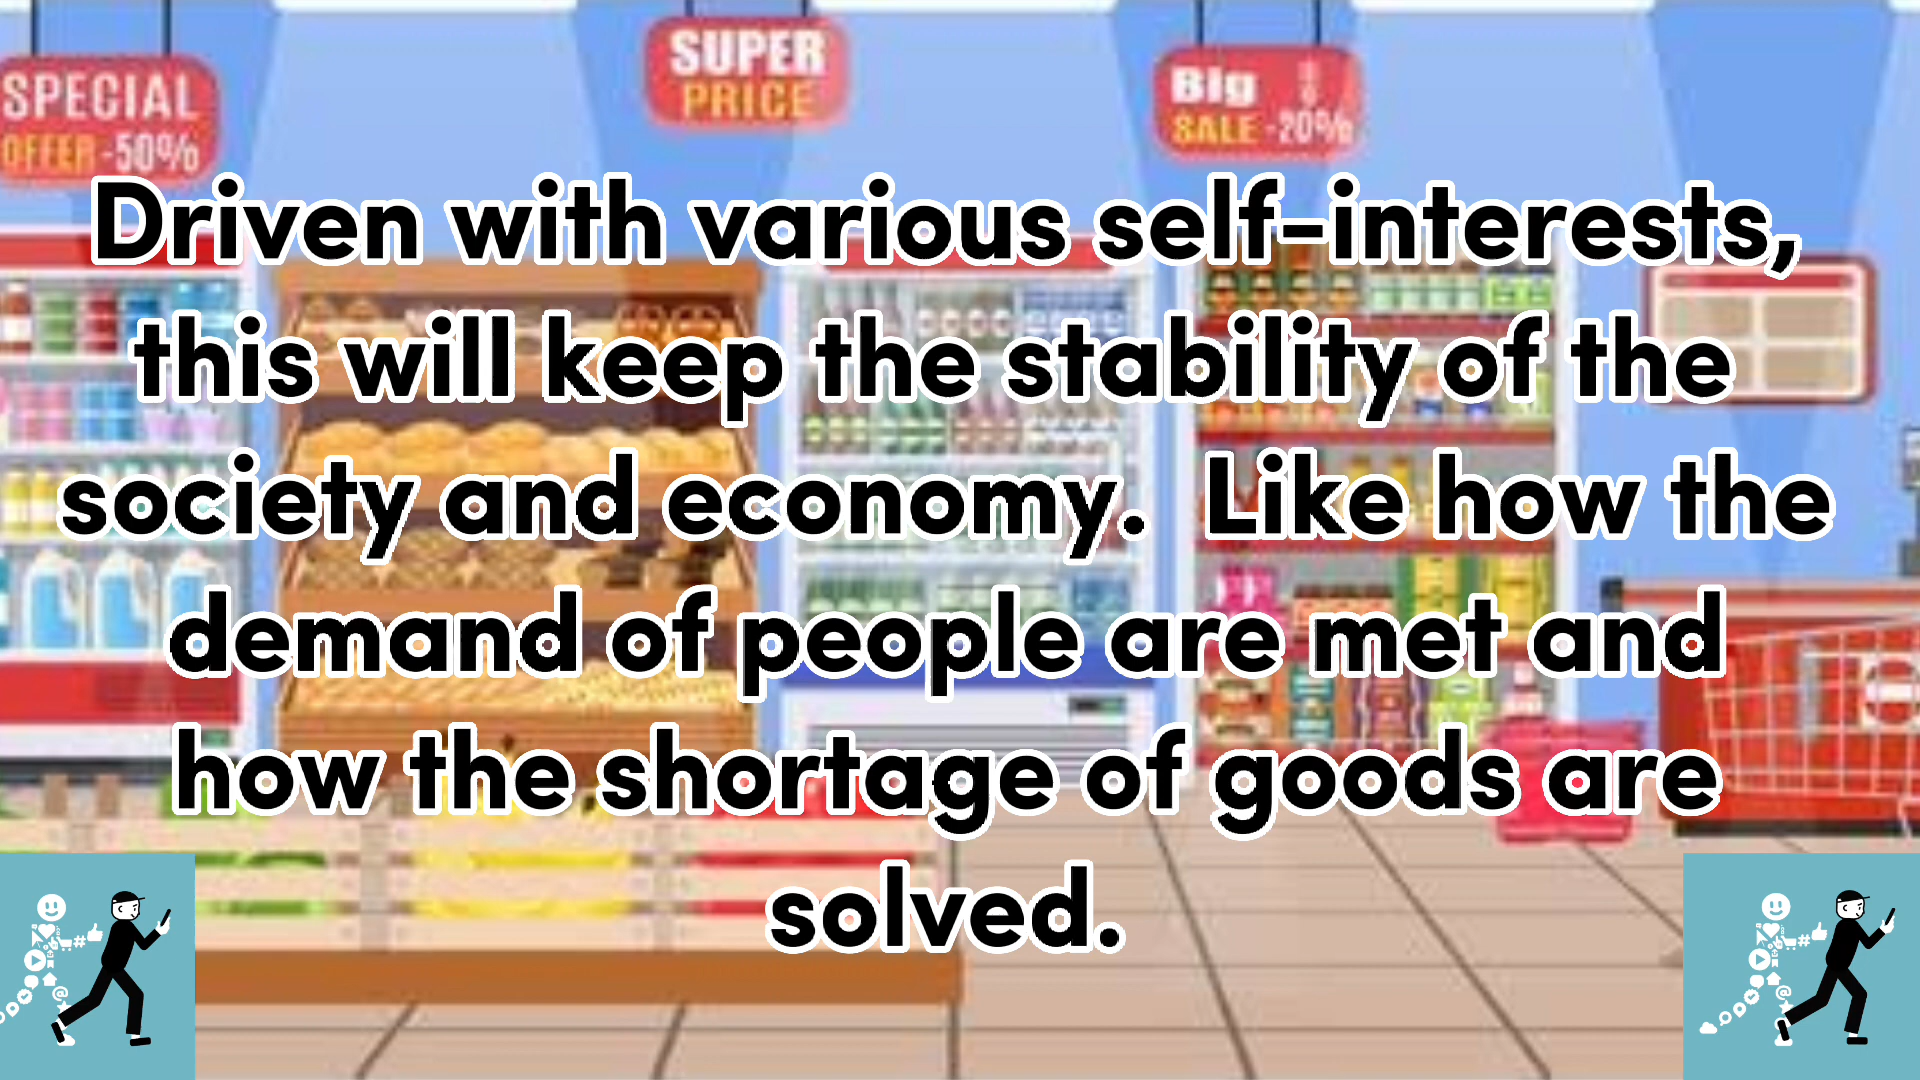 SPECIAL
OFFER -50%
SUPER
PRICE
Big
SALE -20%
Driven with various self-interests,
this will keep the stability of the
society and economy. Like how the
demand of people are met and
how the shortage of goods are
solved.